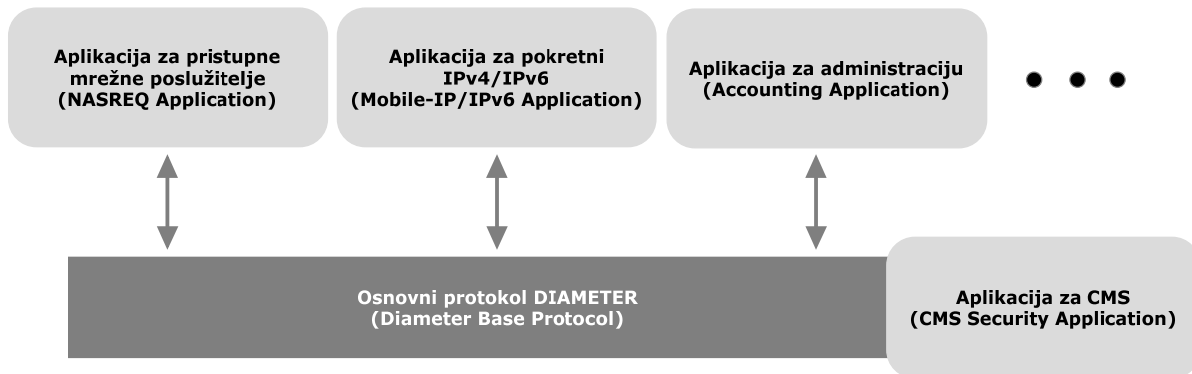 Aplikacija za pristupne
mrežne poslužitelje
(NASREQ Application)
Aplikacija za pokretni
IPv4/IPv6
(Mobile-IP/IPv6 Application)
Aplikacija za administraciju
(Accounting Application)
Osnovni protokol DIAMETER
(Diameter Base Protocol)
Aplikacija za CMS
(CMS Security Application)